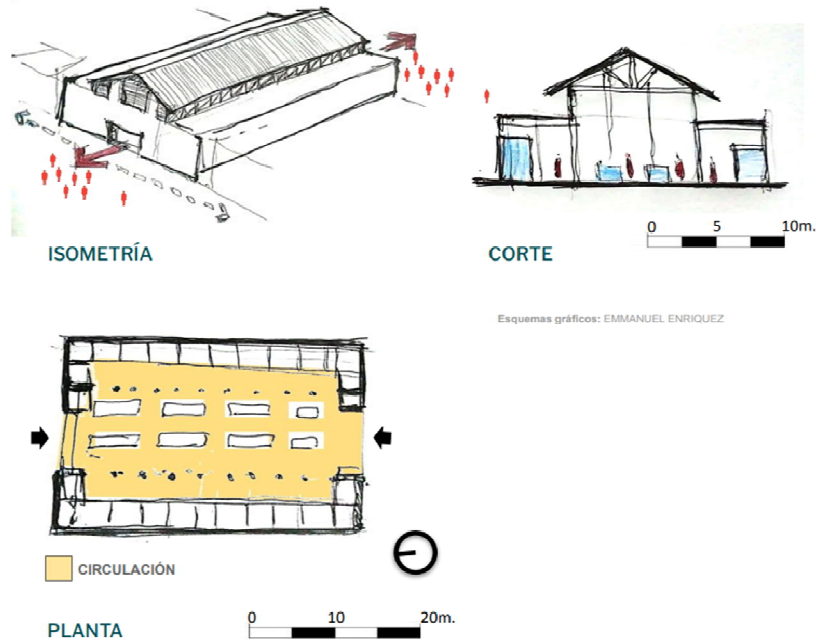 ISOMETRÍA
CORTE
0 5 10m.
Esquemas gráficos: EMMANUEL ENRIQUEZ
CIRCULACIÓN
PLANTA
0 10 20m.